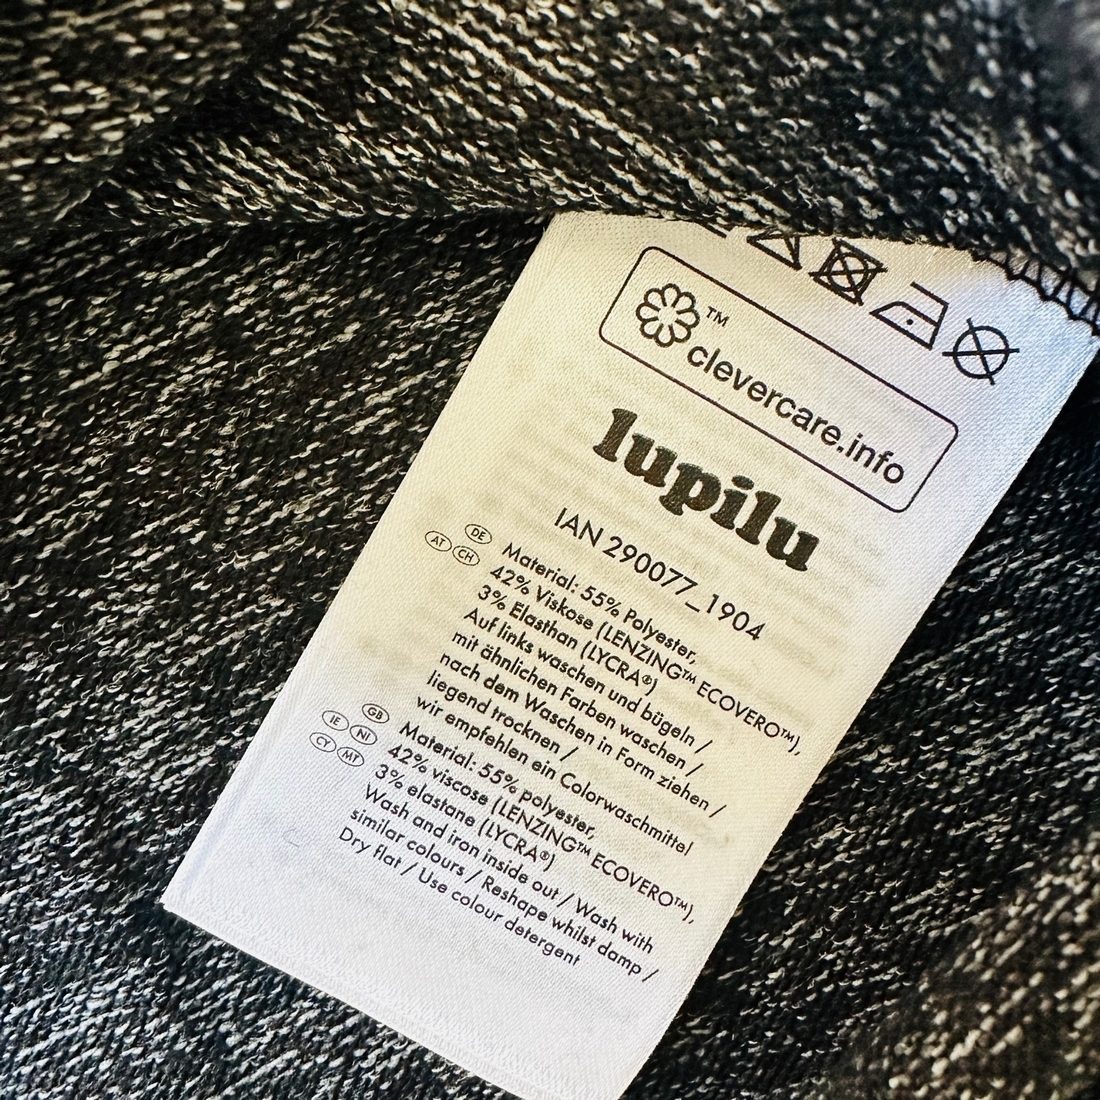 ™
clevercare.info
lupilu
IAN 290077_1904
DE
AT CH
Material: 55% Polyester,
42% Viskose (LENZING™ ECOVERO™),
3% Elasthan (LYCRA®)
Auf links waschen und bügeln /
mit ähnlichen Farben waschen /
nach dem Waschen in Form ziehen /
liegend trocknen /
wir empfehlen ein Colorwaschmittel
GB
IE NI
CY MT
Material: 55% polyester,
42% viscose (LENZING™ ECOVERO™),
3% elastane (LYCRA®)
Wash and iron inside out / Wash with
similar colours / Reshape whilst damp /
Dry flat / Use colour detergent